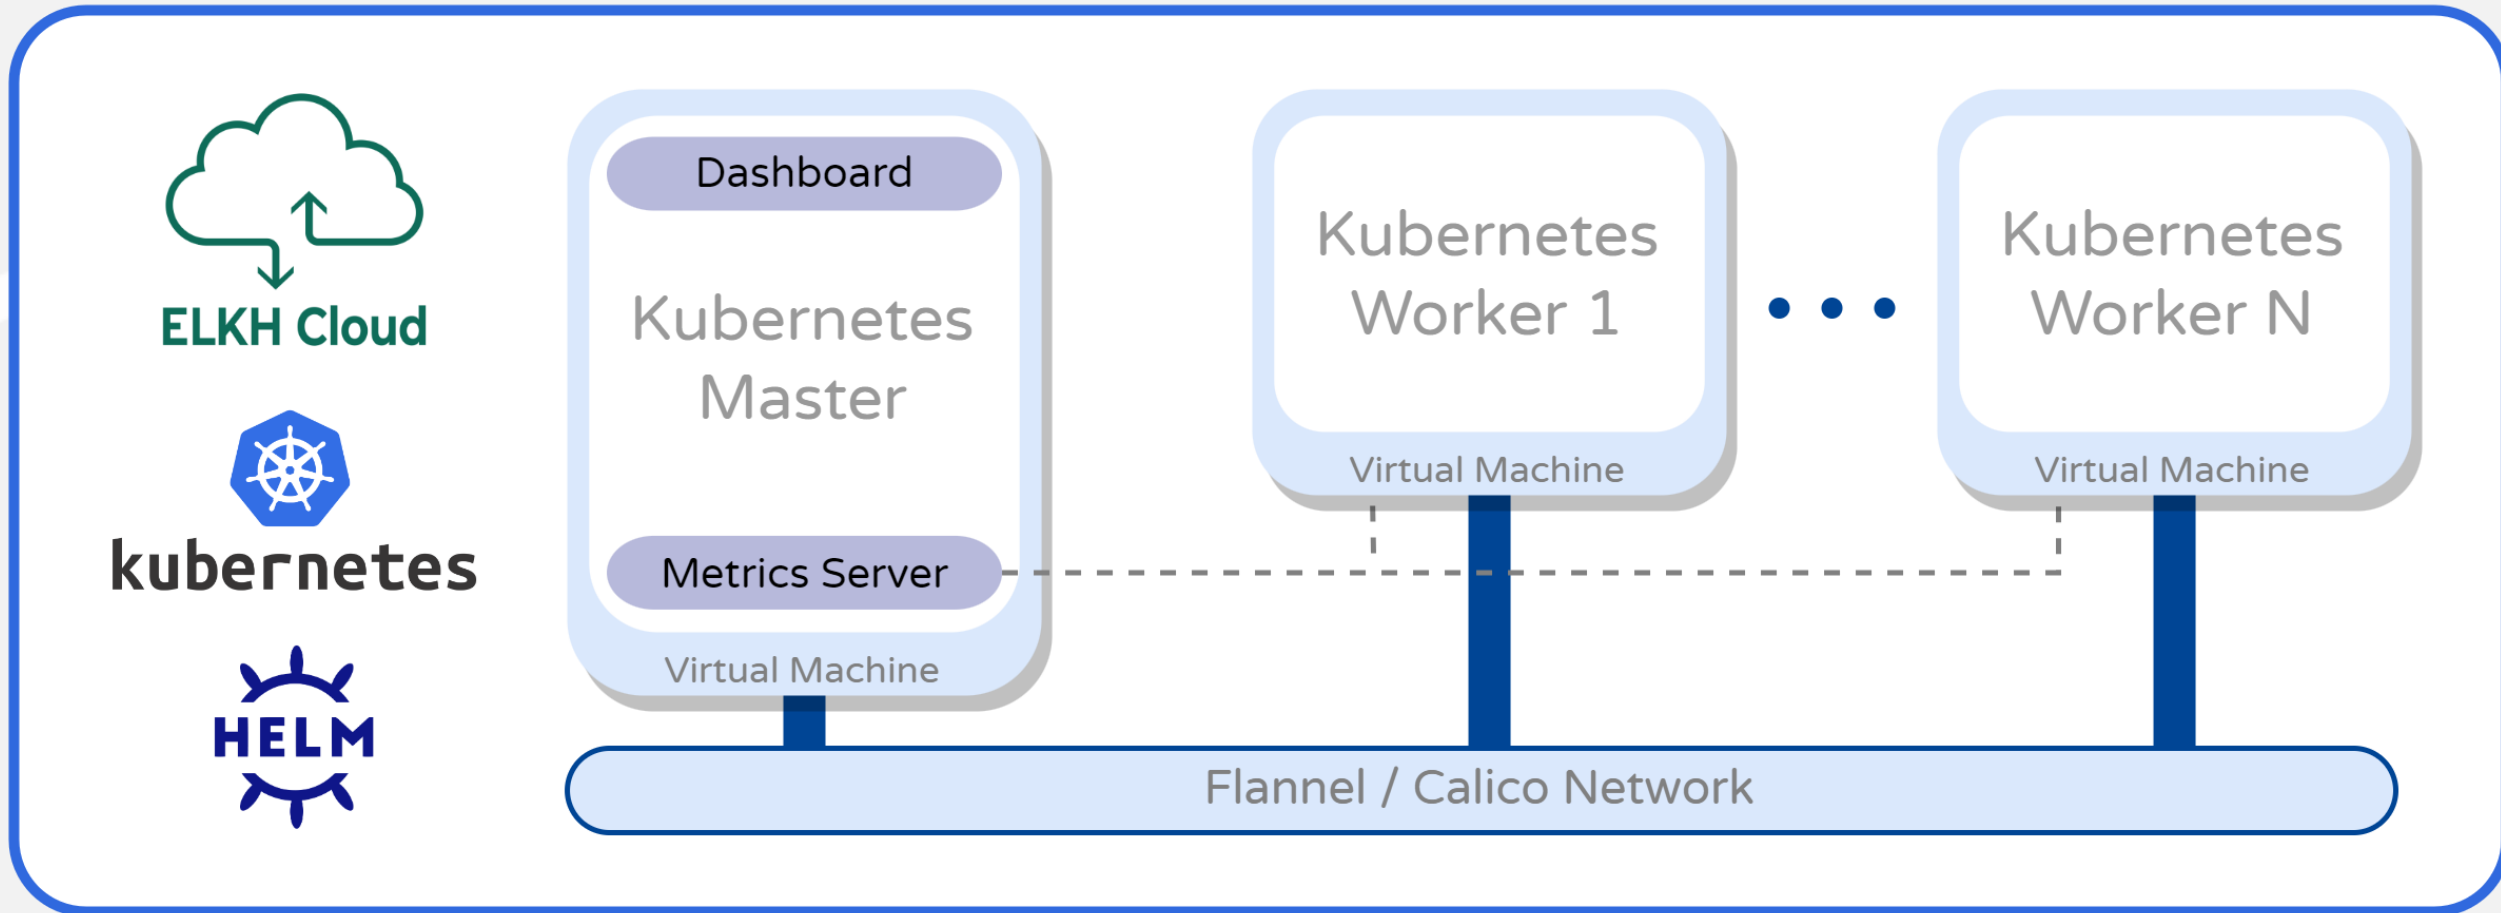 ELKH Cloud
kubernetes
HELM
Dashboard
Kubernetes
Master
Metrics Server
Virtual Machine
Kubernetes
Worker 1
Virtual Machine
Kubernetes
Worker N
Virtual Machine
Flannel / Calico Network